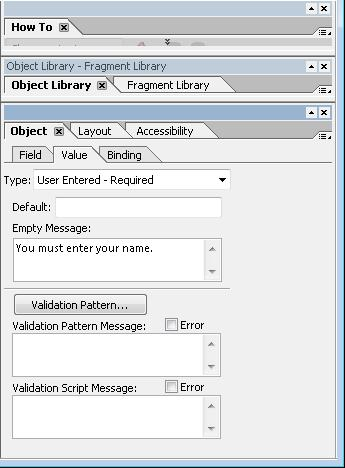 How To
Object Library - Fragment Library
Object Library Fragment Library
Object Layout Accessibility
Field Value Binding
Type: User Entered - Required
Default:
Empty Message:
You must enter your name.
Validation Pattern...
Validation Pattern Message: Error
Validation Script Message: Error